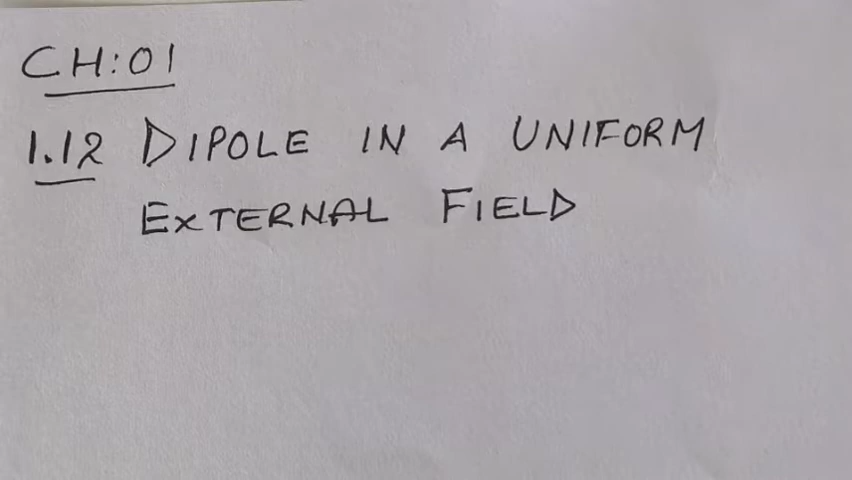 CH:01
1.12 DIPOLE IN A UNIFORM
EXTERNAL FIELD